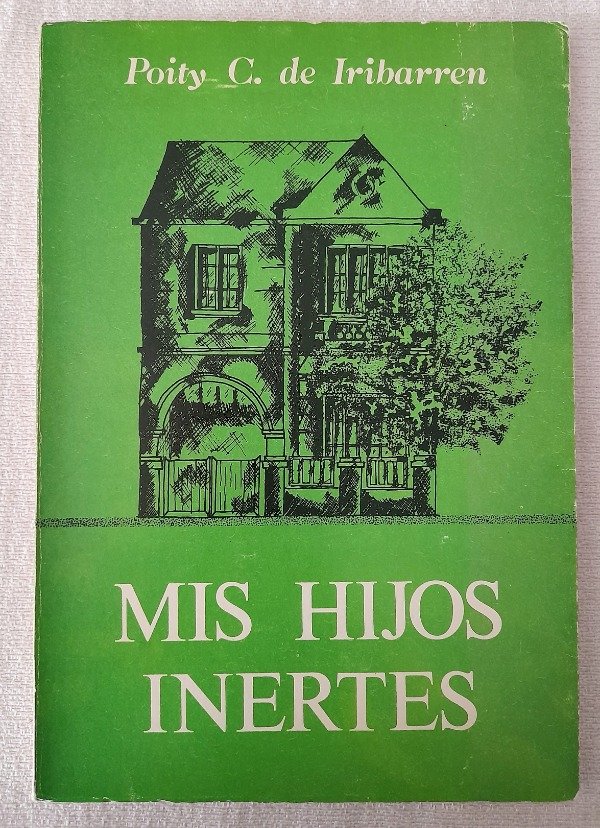 Poity C. de Iribarren
MIS HIJOS
INERTES